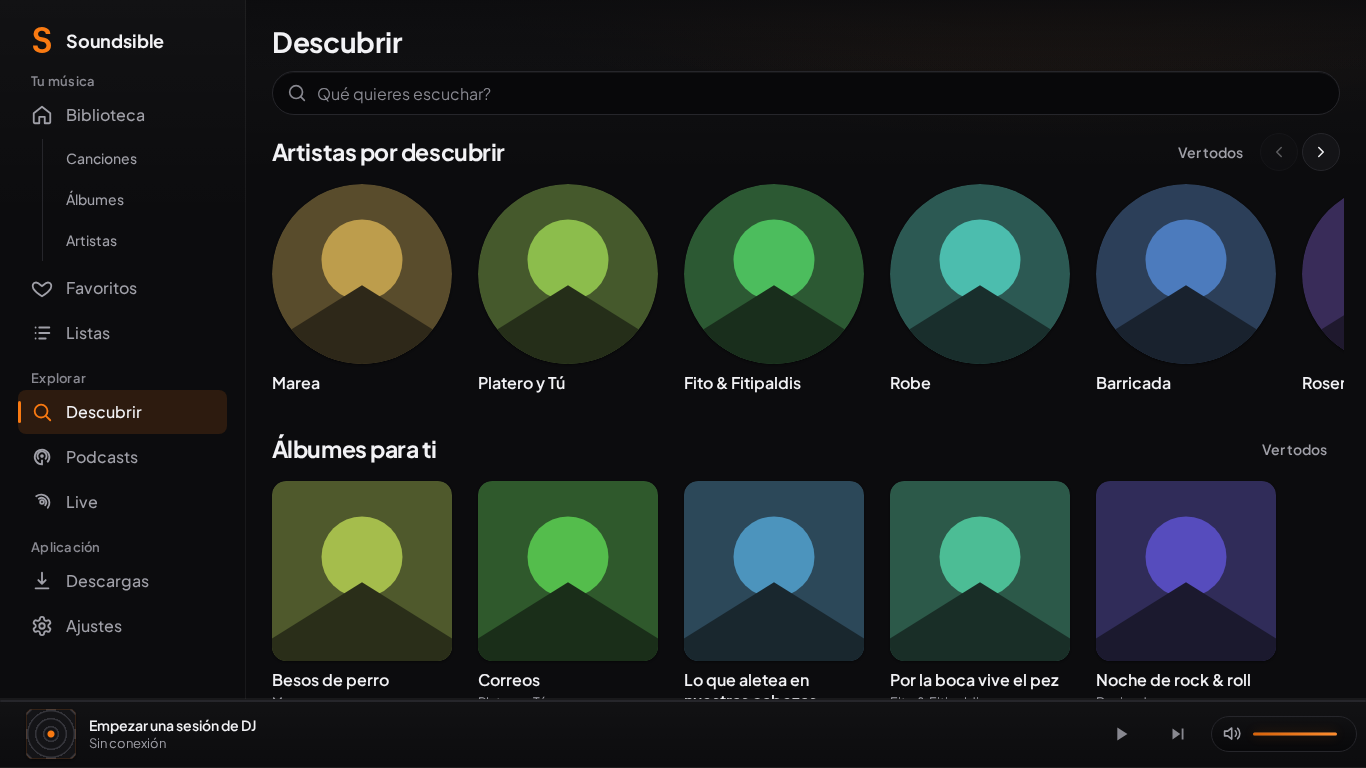 Soundsible
Tu música
Biblioteca
Canciones
Álbumes
Artistas
Favoritos
Listas
Explorar
Descubrir
Podcasts
Live
Aplicación
Descargas
Ajustes
Descubrir
Qué quieres escuchar?
Artistas por descubrir
Ver todos
Marea
Platero y Tú
Fito & Fitipaldis
Robe
Barricada
Álbumes para ti
Ver todos
Besos de perro
Correos
Lo que aletea en
Por la boca vive el pez
Noche de rock & roll
Empezar una sesión de DJ
Sin conexión